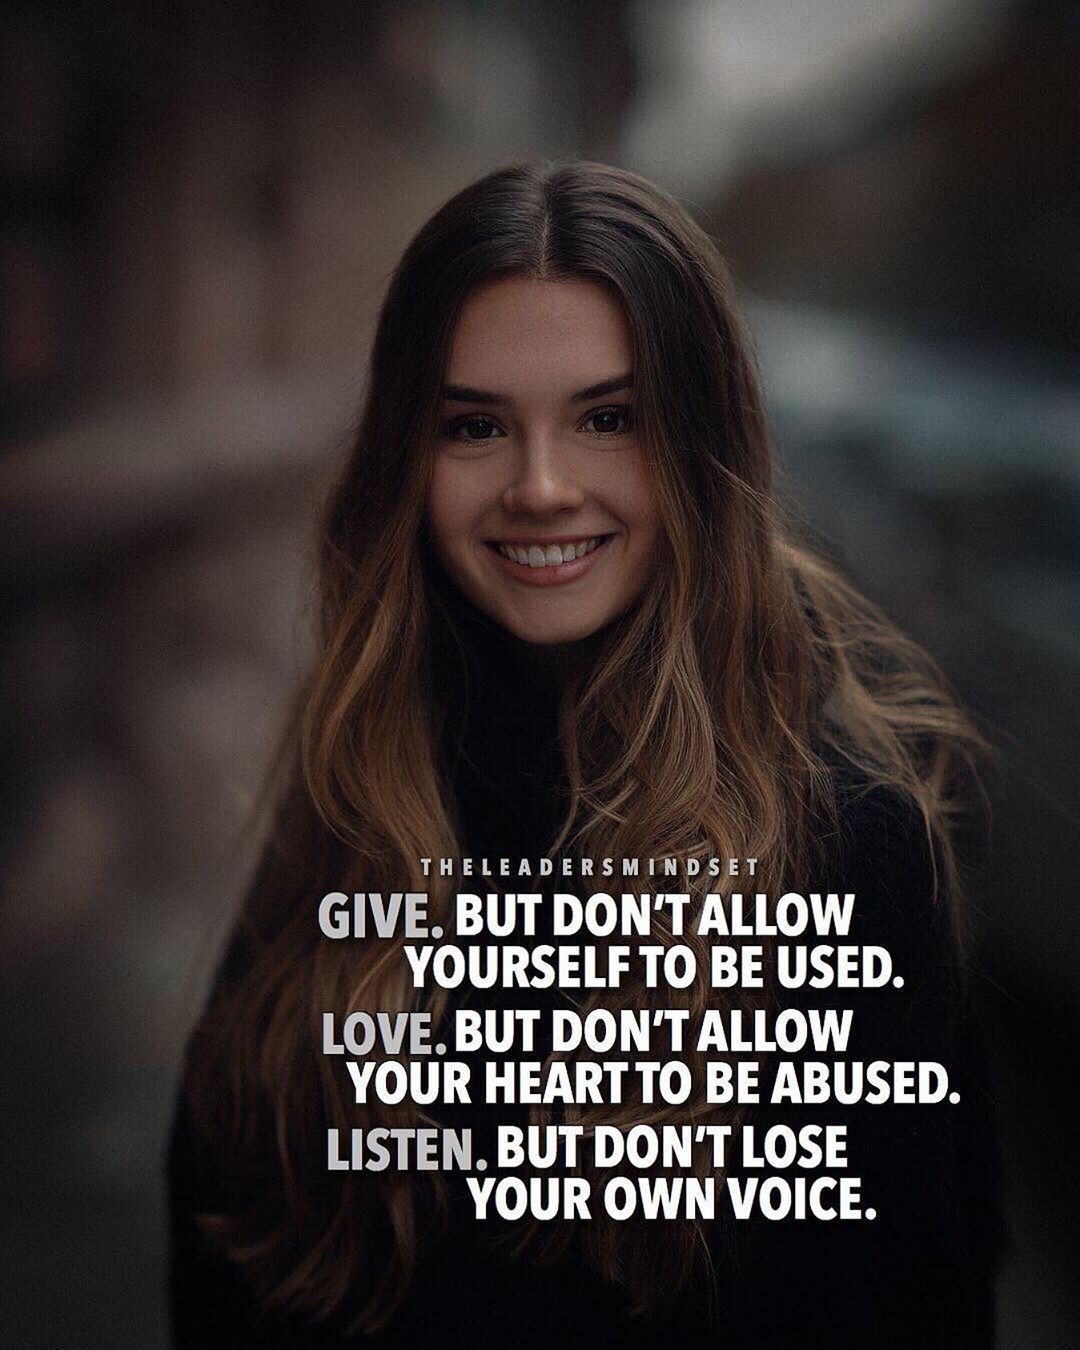 THELEADERSMINDSET
GIVE. BUT DON'T ALLOW
YOURSELF TO BE USED.
LOVE. BUT DON'T ALLOW
YOUR HEART TO BE ABUSED.
LISTEN. BUT DON'T LOSE
YOUR OWN VOICE.